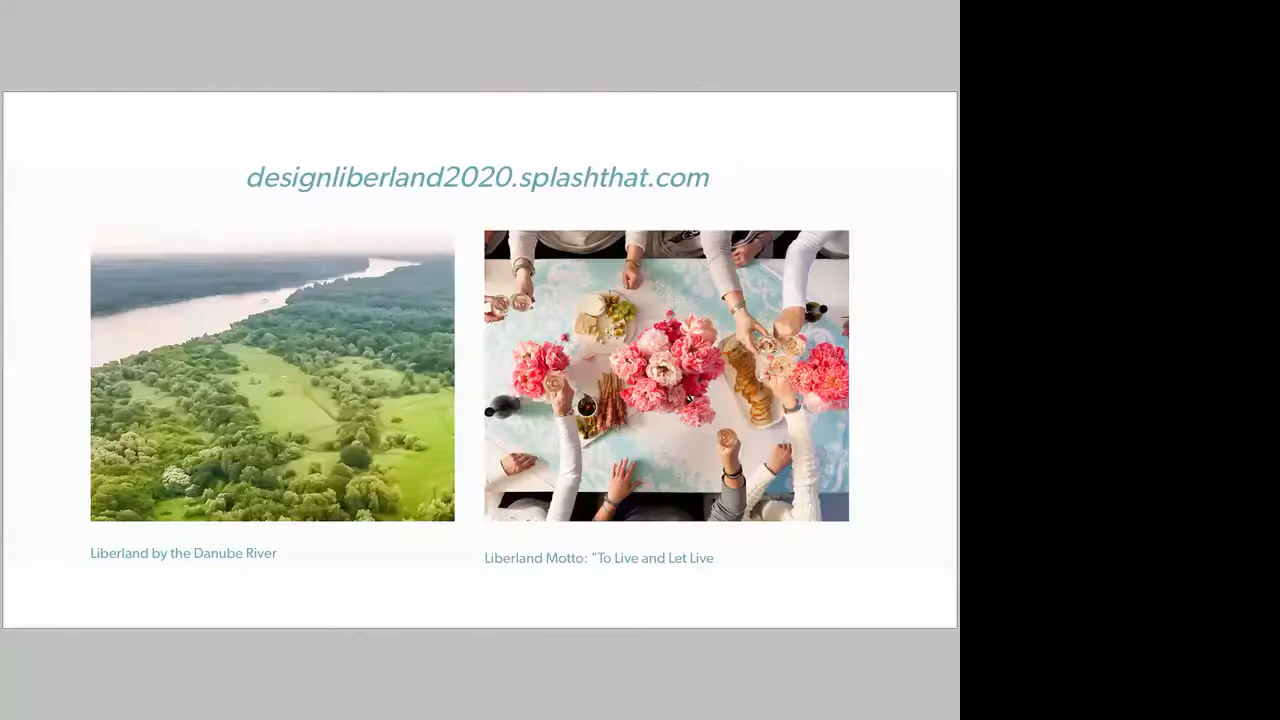 designliberland2020.splashthat.com
Liberland by the Danube River
Liberland Motto: "To Live and Let Live